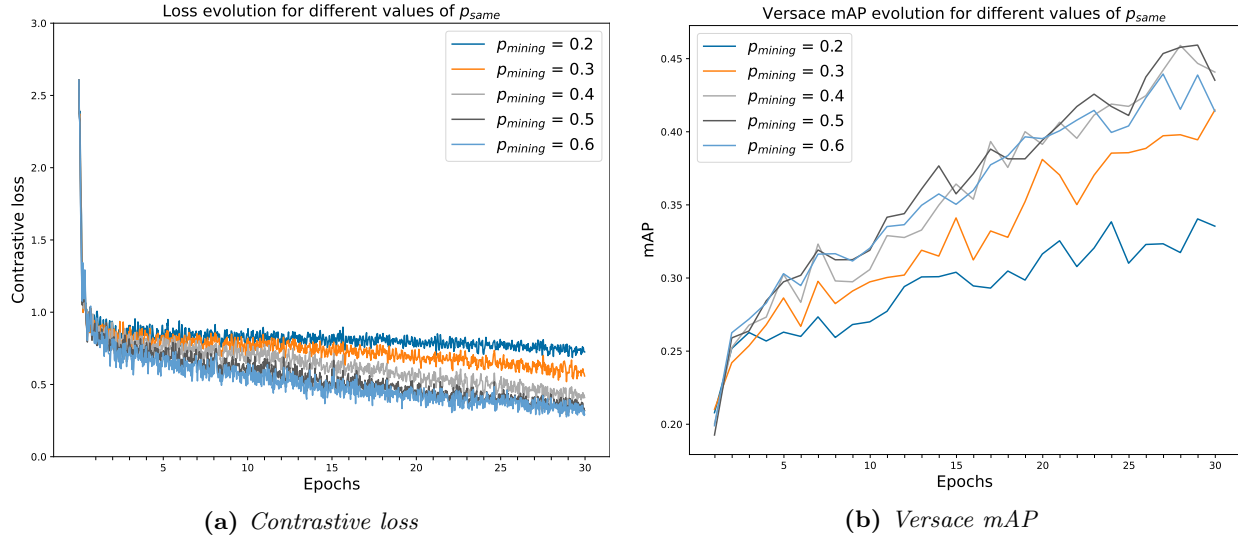 Loss evolution for different values of p_same
3.0
2.5
2.0
1.5
1.0
0.5
0.0
Contrastive loss
p_mining = 0.2
p_mining = 0.3
p_mining = 0.4
p_mining = 0.5
p_mining = 0.6
5 10 15 20 25 30
Epochs
(a) Contrastive loss
Versace mAP evolution for different values of p_same
0.45
0.40
0.35
0.30
0.25
0.20
mAP
p_mining = 0.2
p_mining = 0.3
p_mining = 0.4
p_mining = 0.5
p_mining = 0.6
5 10 15 20 25 30
Epochs
(b) Versace mAP